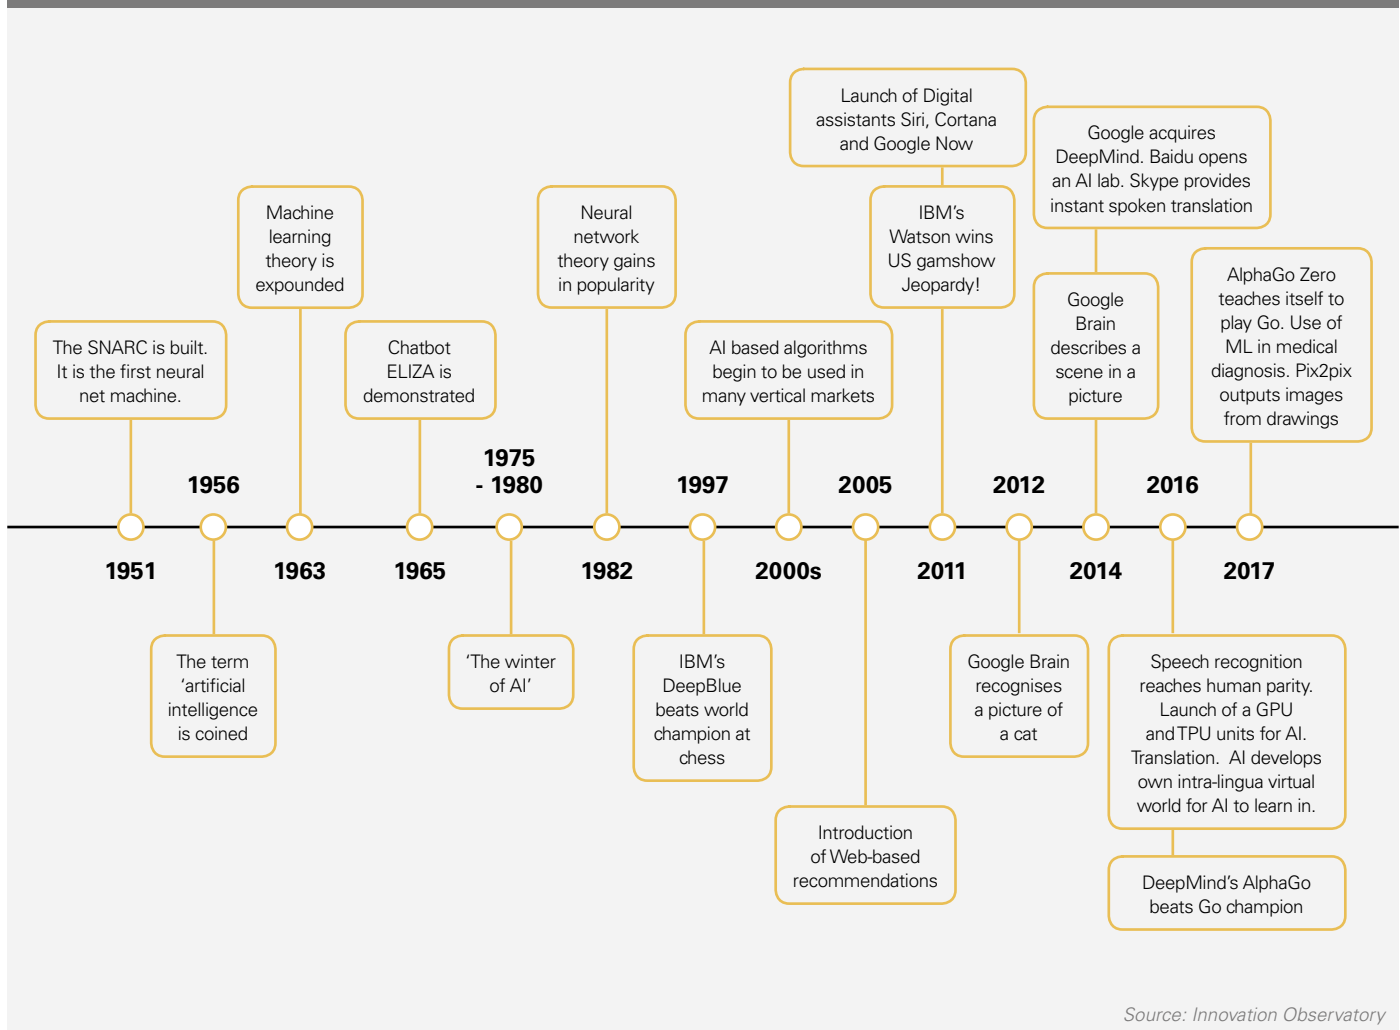 Launch of Digital
assistants Siri, Cortana
and Google Now
Google acquires
DeepMind. Baidu opens
an AI lab. Skype provides
instant spoken translation
Machine
learning
theory is
expounded
Neural
network
theory gains
in popularity
IBM's
Watson wins
US gamshow
Jeopardy!
AlphaGo Zero
teaches itself to
play Go. Use of
ML in medical
diagnosis. Pix2pix
outputs images
from drawings
Google
Brain
describes a
scene in a
picture
The SNARC is built.
It is the first neural
net machine.
Chatbot
ELIZA is
demonstrated
AI based algorithms
begin to be used in
many vertical markets
1956
1975
- 1980
1997
2005
2012
2016
1951
1963
1965
1982
2000s
2011
2014
2017
The term
'artificial
intelligence
is coined
'The winter
of AI'
IBM's
DeepBlue
beats world
champion at
chess
Google Brain
recognises
a picture of
a cat
Speech recognition
reaches human parity.
Launch of a GPU
and TPU units for AI.
Translation. AI develops
own intra-lingua virtual
world for AI to learn in.
Introduction
of Web-based
recommendations
DeepMind's AlphaGo
beats Go champion
Source: Innovation Observatory